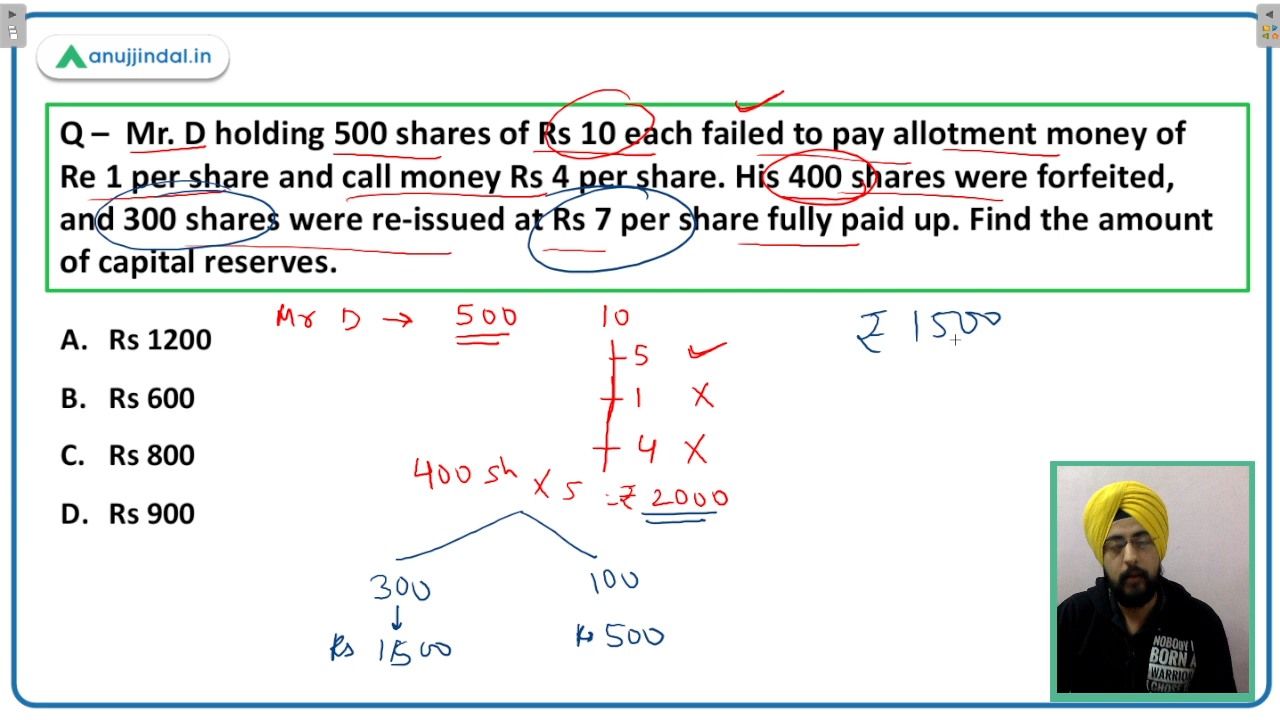 anujjindal.in
Q – Mr. D holding 500 shares of Rs 10 each failed to pay allotment money of
Re 1 per share and call money Rs 4 per share. His 400 shares were forfeited,
and 300 shares were re-issued at Rs 7 per share fully paid up. Find the amount
of capital reserves.
A. Rs 1200
B. Rs 600
C. Rs 800
D. Rs 900
Mr D → 500 10
5 ✓
1 X
4 X
400 sh X 5 = ₹ 2000
300 100
Rs 1500 Rs 500
₹ 1500
NOBODY I
BORN A
WARRIOR
CHOSE